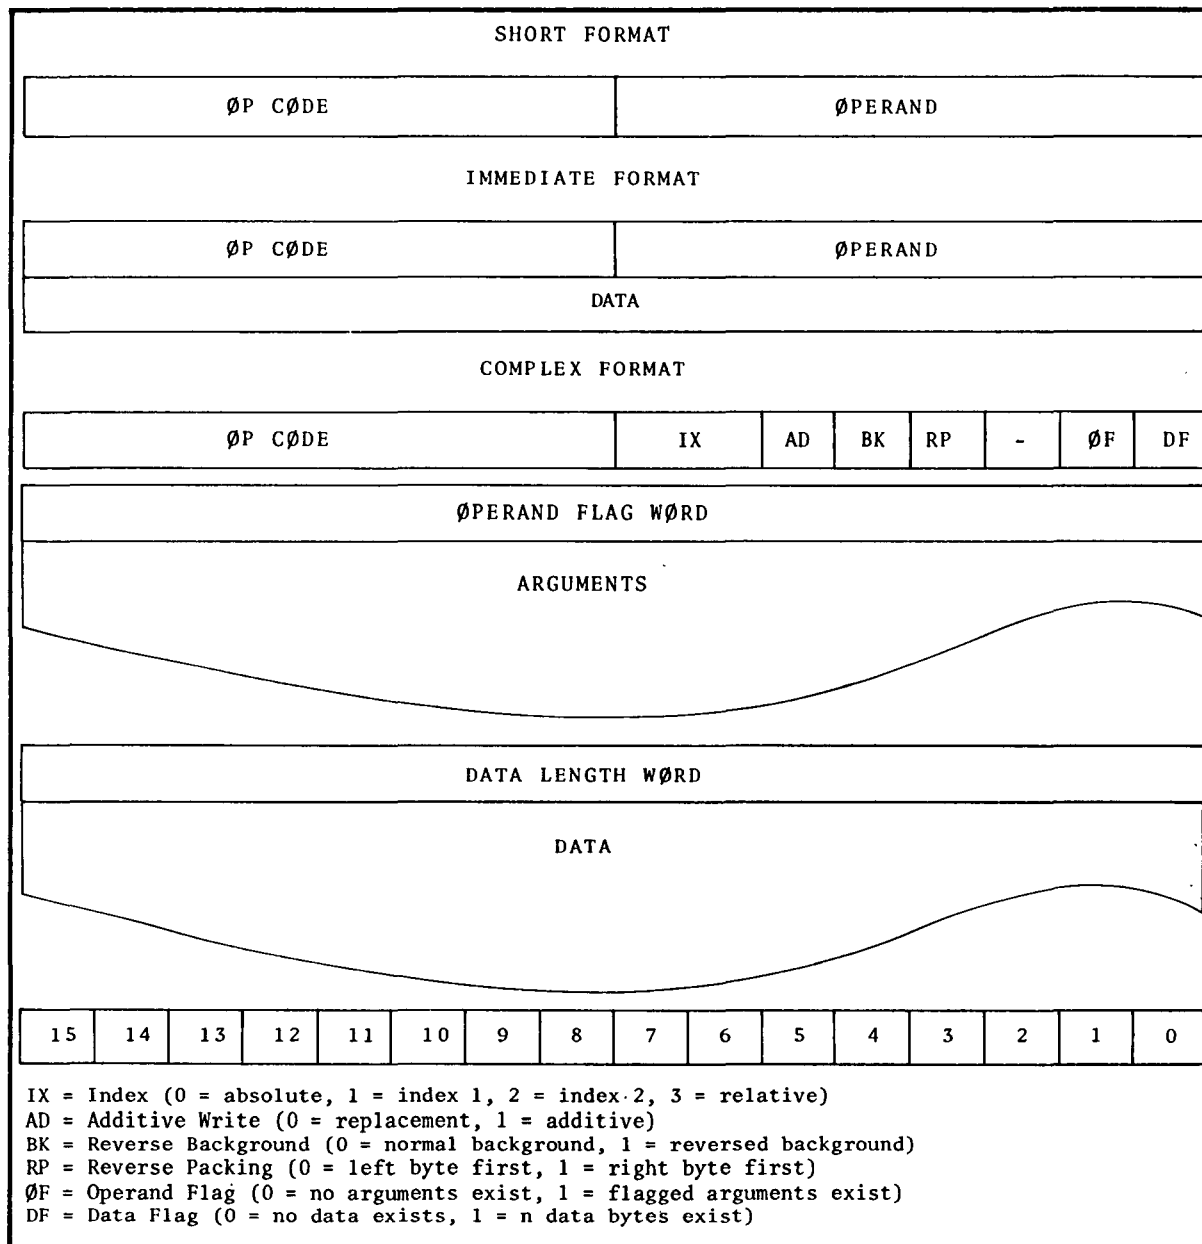 SHORT FORMAT
ØP CØDE ØPERAND
IMMEDIATE FORMAT
ØP CØDE ØPERAND
DATA
COMPLEX FORMAT
ØP CØDE IX AD BK RP - ØF DF
ØPERAND FLAG WØRD
ARGUMENTS
DATA LENGTH WØRD
DATA
15 14 13 12 11 10 9 8 7 6 5 4 3 2 1 0
IX = Index (0 = absolute, 1 = index 1, 2 = index 2, 3 = relative)
AD = Additive Write (0 = replacement, 1 = additive)
BK = Reverse Background (0 = normal background, 1 = reversed background)
RP = Reverse Packing (0 = left byte first, 1 = right byte first)
ØF = Operand Flag (0 = no arguments exist, 1 = flagged arguments exist)
DF = Data Flag (0 = no data exists, 1 = n data bytes exist)